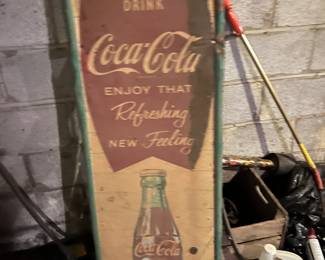 DRINK
Coca-Cola
ENJOY THAT
Refreshing
NEW Feeling
Coca-Cola